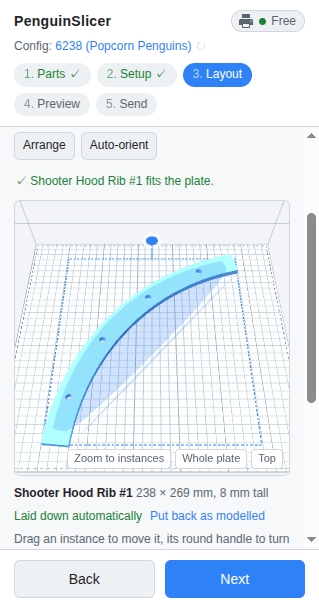 PenguinSlicer
Free
Config: 6238 (Popcorn Penguins)
1. Parts ✓
2. Setup ✓
3. Layout
4. Preview
5. Send
Arrange
Auto-orient
✓ Shooter Hood Rib #1 fits the plate.
Zoom to instances
Whole plate
Top
Shooter Hood Rib #1 238 × 269 mm, 8 mm tall
Laid down automatically Put back as modelled
Drag an instance to move it, its round handle to turn
Back
Next